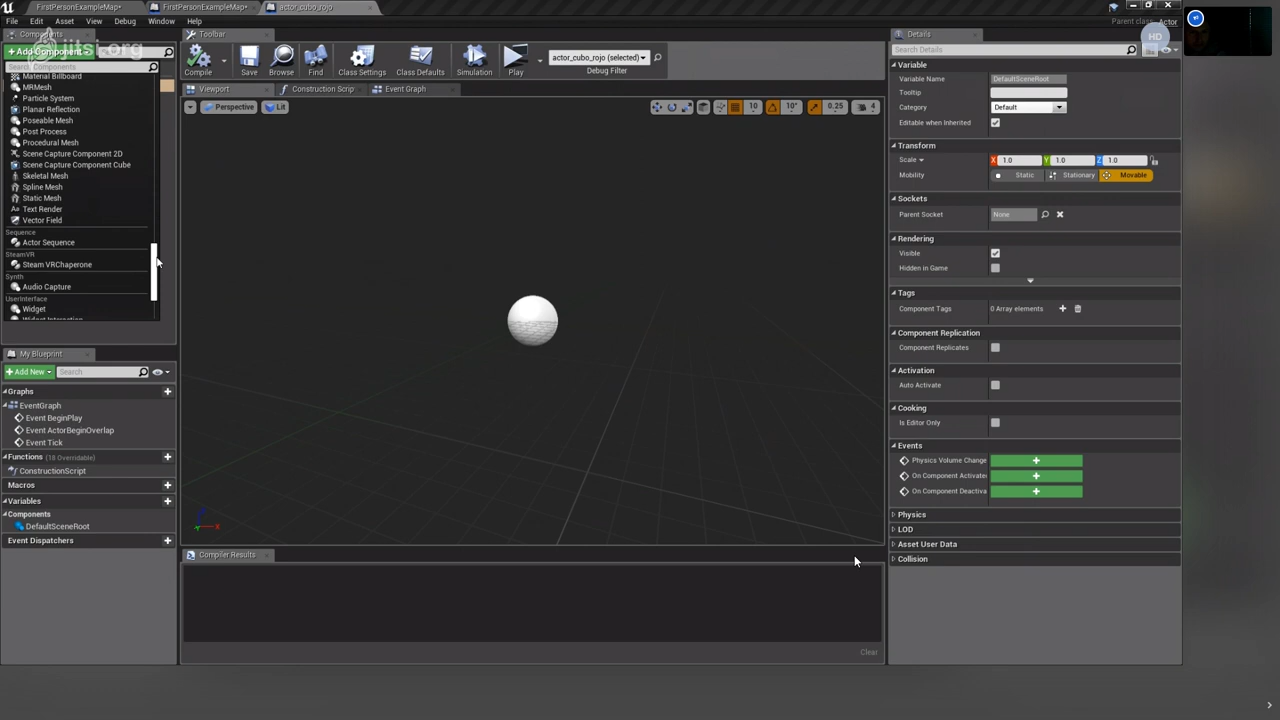 FirstPersonExampleMap•
FirstPersonExampleMap•
actor_cubo_rojo
File
Asset
View
Debug
Window
Help
Parent class: Actor
Components
jitsi.org
+ Add Component
Search Components
Material Billboard
MRMesh
Particle System
Planar Reflection
Poseable Mesh
Post Process
Procedural Mesh
Scene Capture Component 2D
Scene Capture Component Cube
Skeletal Mesh
Spline Mesh
Static Mesh
Text Render
Vector Field
Sequence
Actor Sequence
SteamVR
Steam VRChaperone
Synth
Audio Capture
UserInterface
Widget
Widget Interaction
My Blueprint
+ Add New
Search
Graphs
EventGraph
Event BeginPlay
Event ActorBeginOverlap
Event Tick
Functions (18 Overridable)
ConstructionScript
Macros
Variables
Components
DefaultSceneRoot
Event Dispatchers
Toolbar
Compile
Save
Browse
Find
Class Settings
Class Defaults
Simulation
Play
actor_cubo_rojo (selected)
Debug Filter
Viewport
Construction Scrip
Event Graph
Perspective
Lit
10
10°
0.25
4
X
Compiler Results
Clear
Details
HD
Search Details
Variable
Variable Name
DefaultSceneRoot
Tooltip
Category
Default
Editable when Inherited
Transform
Scale
X 1.0
Y 1.0
Z 1.0
Mobility
Static
Stationary
Movable
Sockets
Parent Socket
None
Rendering
Visible
Hidden in Game
Tags
Component Tags
0 Array elements
Component Replication
Component Replicates
Activation
Auto Activate
Cooking
Is Editor Only
Events
Physics Volume Change
On Component Activate
On Component Deactiva
Physics
LOD
Asset User Data
Collision